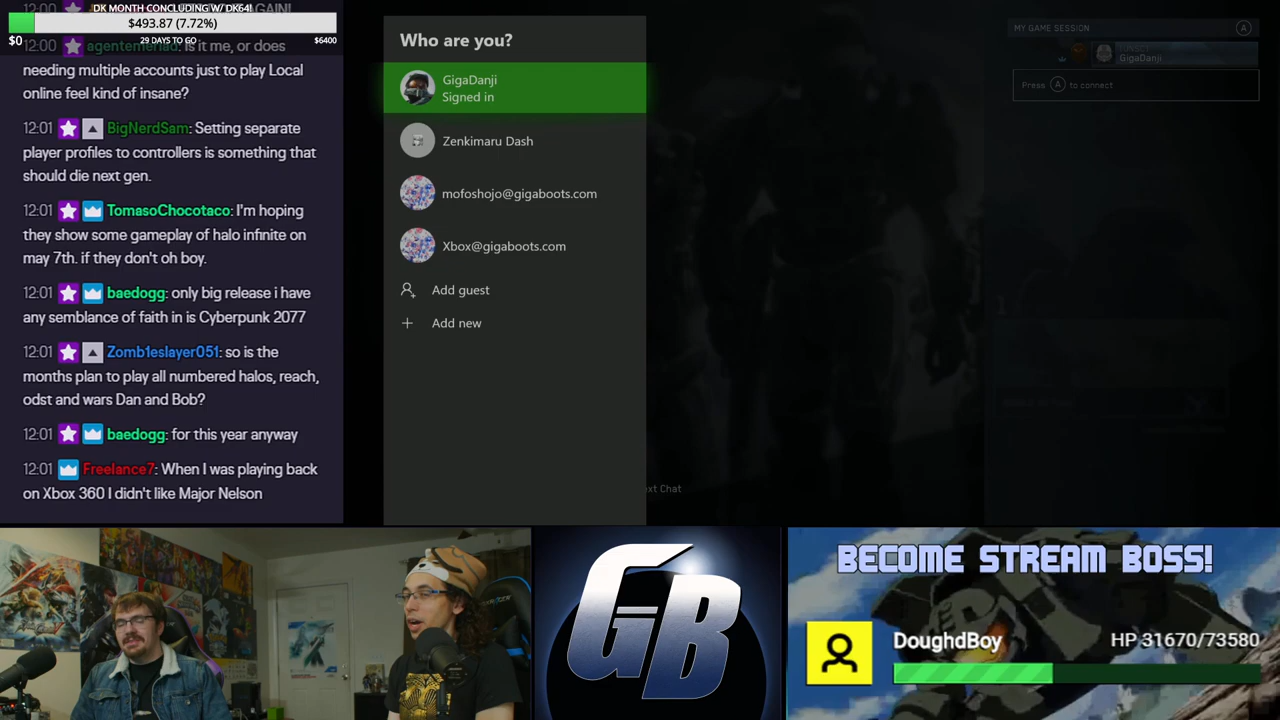 DK MONTH CONCLUDING W/ DK64!
AGAIN!
$493.87 (7.72%)
$0
29 DAYS TO GO
$6400
12:00 agentemeriad: Is it me, or does
needing multiple accounts just to play Local
online feel kind of insane?
12:01 BigNerdSam: Setting separate
player profiles to controllers is something that
should die next gen.
12:01 TomasoChocotaco: I'm hoping
they show some gameplay of halo infinite on
may 7th. if they don't oh boy.
12:01 baedogg: only big release i have
any semblance of faith in is Cyberpunk 2077
12:01 Zomb1eslayer051: so is the
months plan to play all numbered halos, reach,
odst and wars Dan and Bob?
12:01 baedogg: for this year anyway
12:01 Freelance7: When I was playing back
on Xbox 360 I didn't like Major Nelson
Who are you?
GigaDanji
Signed in
Zenkimaru Dash
mofoshojo@gigaboots.com
Xbox@gigaboots.com
Add guest
Add new
ext Chat
MY GAME SESSION
A
GigaDanji
Press A to connect
1
GB
BECOME STREAM BOSS!
DoughdBoy
HP 31670/73580